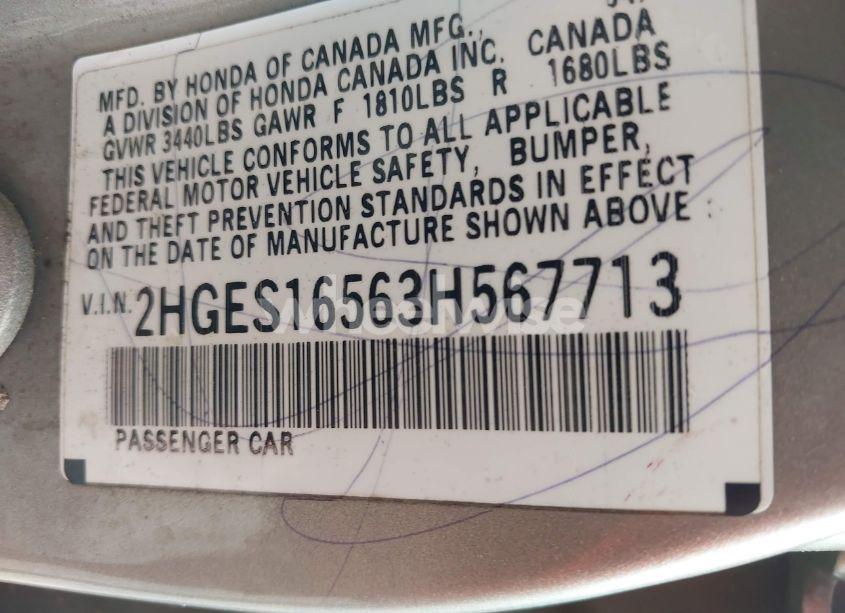 MFD. BY HONDA OF CANADA MFG.,
A DIVISION OF HONDA CANADA INC. CANADA
GVWR 3440LBS GAWR F 1810LBS R 1680LBS
THIS VEHICLE CONFORMS TO ALL APPLICABLE
FEDERAL MOTOR VEHICLE SAFETY, BUMPER,
AND THEFT PREVENTION STANDARDS IN EFFECT
ON THE DATE OF MANUFACTURE SHOWN ABOVE :
V.I.N. 2HGES16563H567713
wheelwise
PASSENGER CAR